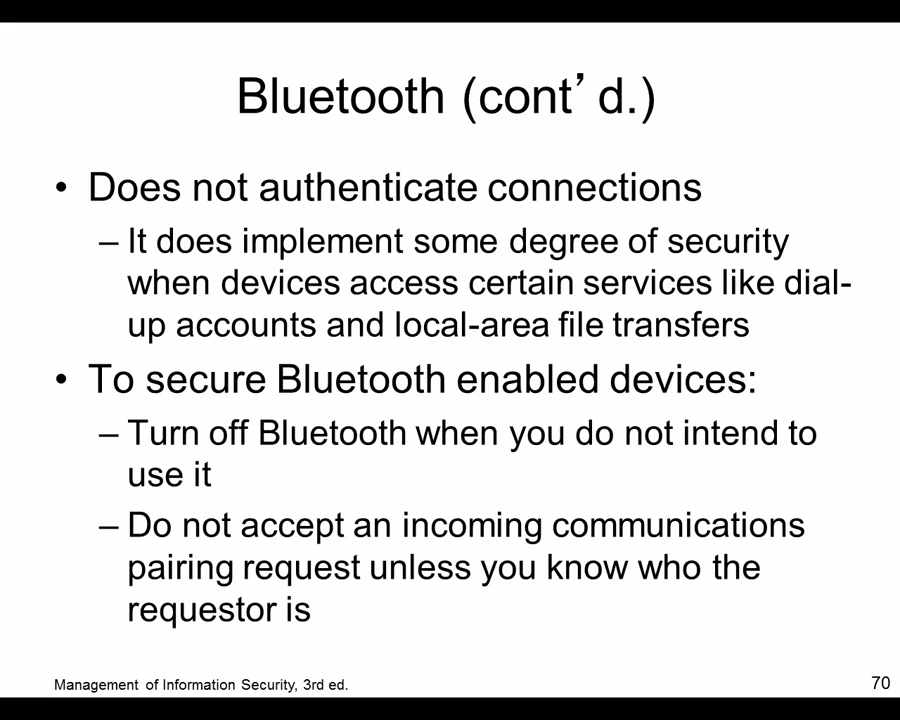 Bluetooth (cont’d.)
• Does not authenticate connections
– It does implement some degree of security
when devices access certain services like dial-
up accounts and local-area file transfers
• To secure Bluetooth enabled devices:
– Turn off Bluetooth when you do not intend to
use it
– Do not accept an incoming communications
pairing request unless you know who the
requestor is
Management of Information Security, 3rd ed.
70